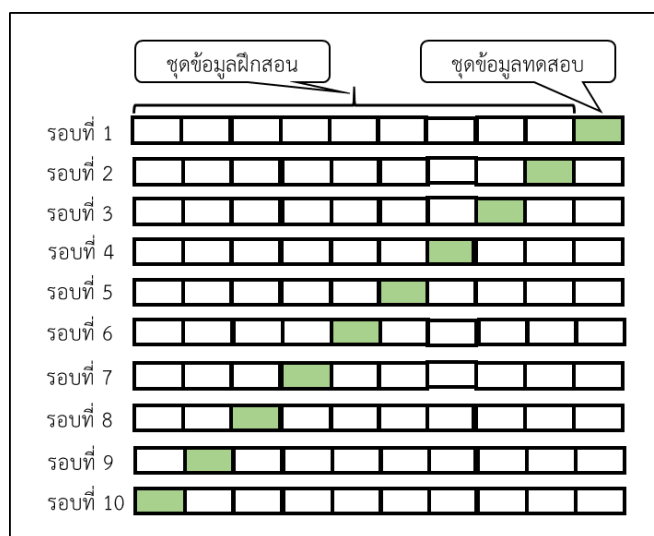 ชุดข้อมูลฝึกสอน
ชุดข้อมูลทดสอบ
รอบที่ 1
รอบที่ 2
รอบที่ 3
รอบที่ 4
รอบที่ 5
รอบที่ 6
รอบที่ 7
รอบที่ 8
รอบที่ 9
รอบที่ 10